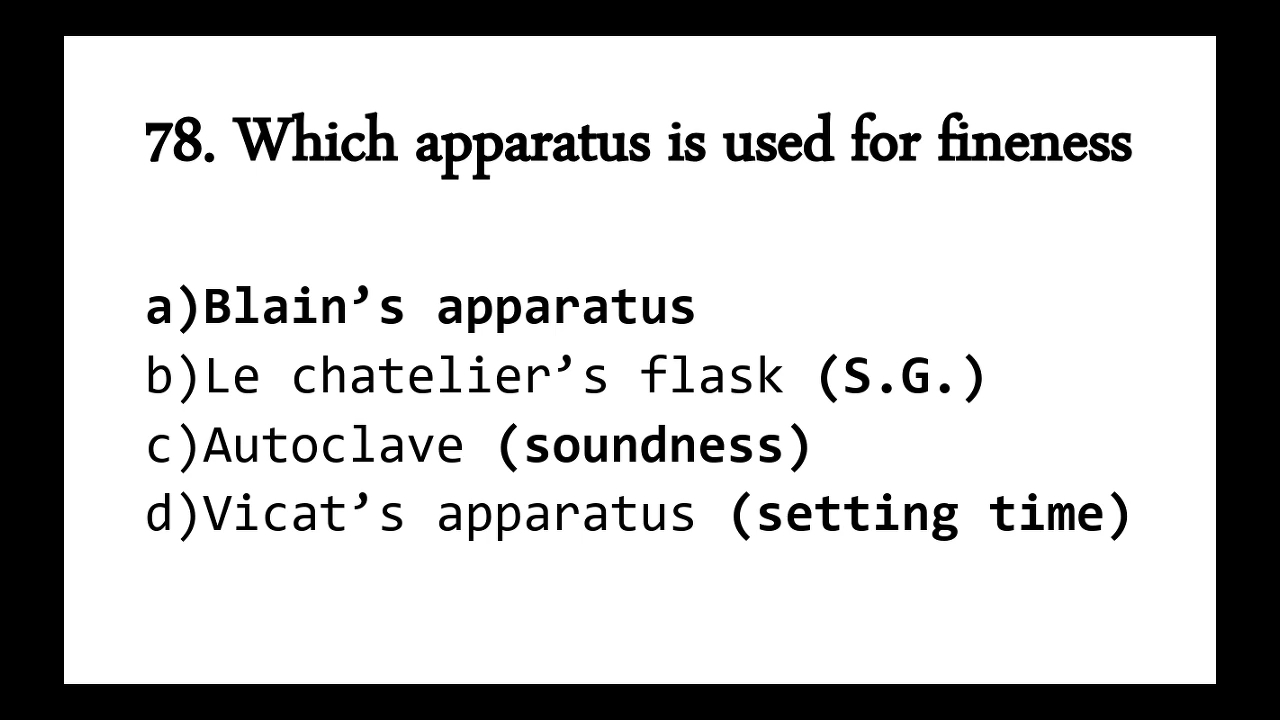 78. Which apparatus is used for fineness
a)Blain’s apparatus
b)Le chatelier’s flask (S.G.)
c)Autoclave (soundness)
d)Vicat’s apparatus (setting time)